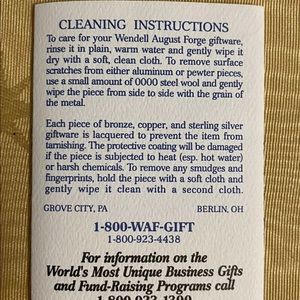 CLEANING INSTRUCTIONS
To care for your Wendell August Forge giftware,
rinse it in plain, warm water and gently wipe it
dry with a soft, clean cloth. To remove surface
scratches from either aluminum or pewter pieces,
use a small amount of 0000 steel wool and gently
wipe the piece from side to side with the grain of
the metal.
Each piece of bronze, copper, and sterling silver
giftware is lacquered to prevent the item from
tarnishing. The protective coating will be damaged
if the piece is subjected to heat (esp. hot water)
or harsh chemicals. To remove any smudges and
fingerprints, hold the piece with a soft cloth and
gently wipe it clean with a second cloth.
GROVE CITY, PA BERLIN, OH
1-800-WAF-GIFT
1-800-923-4438
For information on the
World's Most Unique Business Gifts
and Fund-Raising Programs call
1-800-923-1390